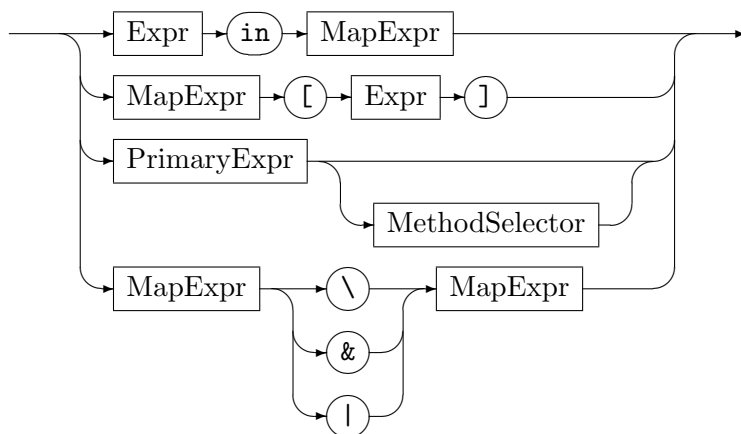 Expr in MapExpr
MapExpr [ Expr ]
PrimaryExpr
MethodSelector
MapExpr \ MapExpr
&
|